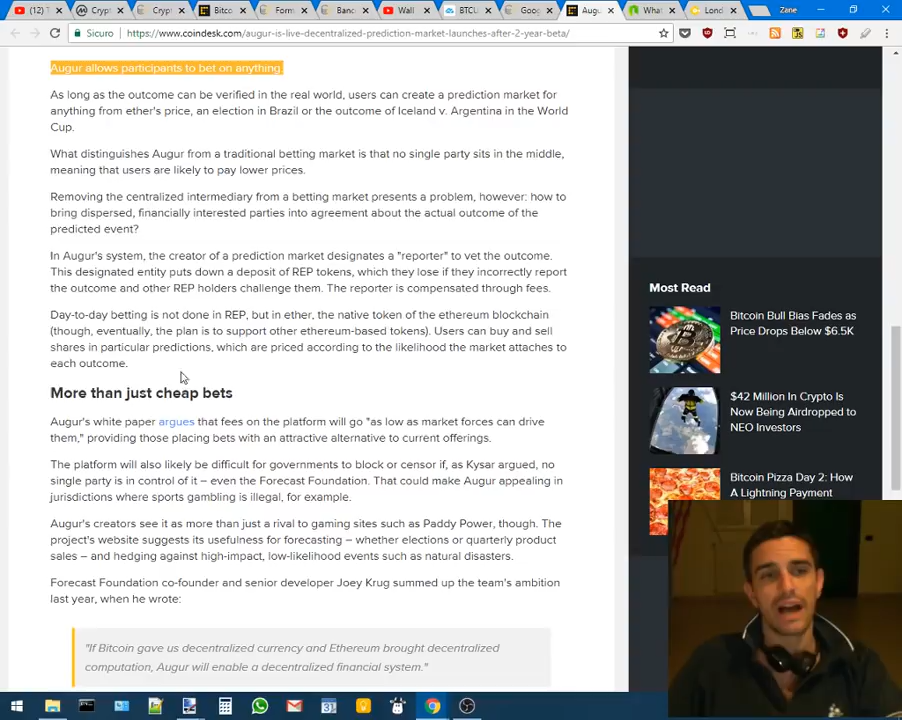 (12) T
Crypt
Crypt
Bitco
Form
Banc
Wall
BTCU
Goog
Augu
What
Lond
Zane
Sicuro
https://www.coindesk.com/augur-is-live-decentralized-prediction-market-launches-after-2-year-beta/
Augur allows participants to bet on anything
As long as the outcome can be verified in the real world, users can create a prediction market for
anything from ether's price, an election in Brazil or the outcome of Iceland v. Argentina in the World
Cup.
What distinguishes Augur from a traditional betting market is that no single party sits in the middle,
meaning that users are likely to pay lower prices.
Removing the centralized intermediary from a betting market presents a problem, however: how to
bring dispersed, financially interested parties into agreement about the actual outcome of the
predicted event?
In Augur's system, the creator of a prediction market designates a "reporter" to vet the outcome.
This designated entity puts down a deposit of REP tokens, which they lose if they incorrectly report
the outcome and other REP holders challenge them. The reporter is compensated through fees.
Day-to-day betting is not done in REP, but in ether, the native token of the ethereum blockchain
(though, eventually, the plan is to support other ethereum-based tokens). Users can buy and sell
shares in particular predictions, which are priced according to the likelihood the market attaches to
each outcome.
More than just cheap bets
Augur's white paper argues that fees on the platform will go "as low as market forces can drive
them," providing those placing bets with an attractive alternative to current offerings.
The platform will also likely be difficult for governments to block or censor if, as Kysar argued, no
single party is in control of it – even the Forecast Foundation. That could make Augur appealing in
jurisdictions where sports gambling is illegal, for example.
Augur's creators see it as more than just a rival to gaming sites such as Paddy Power, though. The
project's website suggests its usefulness for forecasting – whether elections or quarterly product
sales – and hedging against high-impact, low-likelihood events such as natural disasters.
Forecast Foundation co-founder and senior developer Joey Krug summed up the team's ambition
last year, when he wrote:
"If Bitcoin gave us decentralized currency and Ethereum brought decentralized
computation, Augur will enable a decentralized financial system."
Most Read
Bitcoin Bull Bias Fades as
Price Drops Below $6.5K
$42 Million In Crypto Is
Now Being Airdropped to
NEO Investors
Bitcoin Pizza Day 2: How
A Lightning Payment